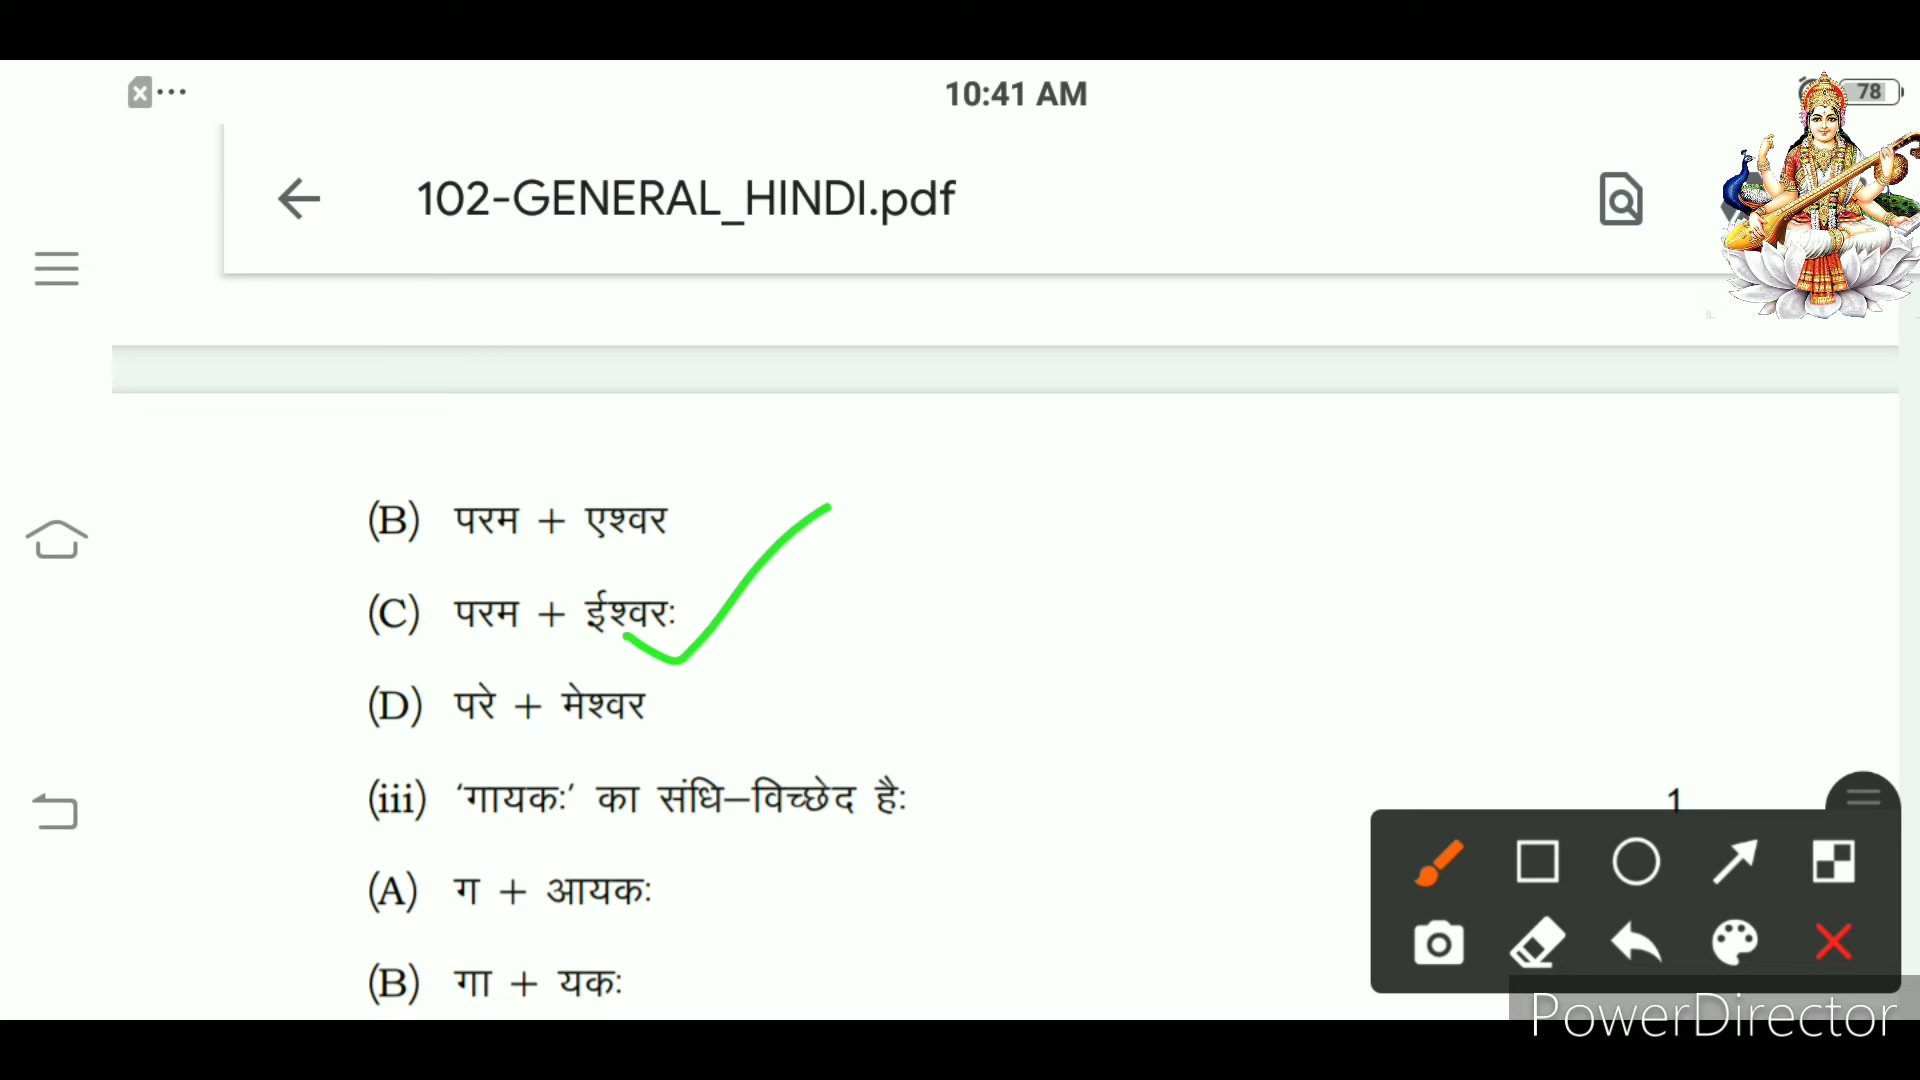 10:41 AM
78
102-GENERAL_HINDI.pdf
(B) परम + एश्वर
(C) परम + ईश्वरः
(D) परे + मेश्वर
(iii) ‘गायकः’ का संधि–विच्छेद हैः 1
(A) ग + आयकः
(B) गा + यकः
PowerDirector